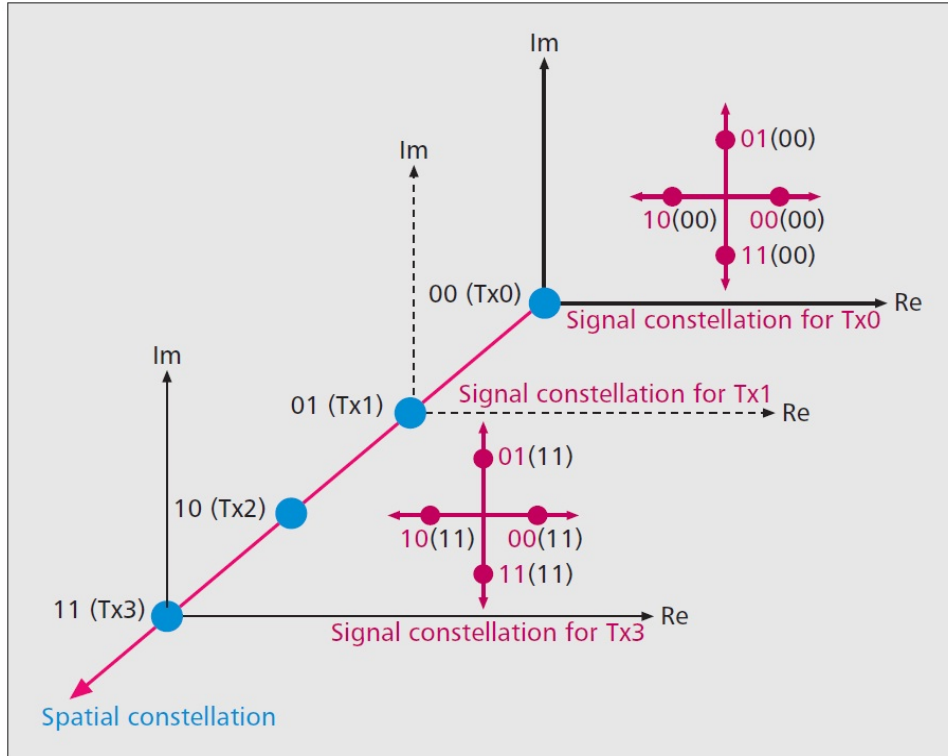 Im
01(00)
Im
10(00) 00(00)
11(00)
00 (Tx0)
Re
Signal constellation for Tx0
Im
Signal constellation for Tx1
01 (Tx1)
Re
01(11)
10 (Tx2)
10(11) 00(11)
11(11)
11 (Tx3)
Re
Signal constellation for Tx3
Spatial constellation